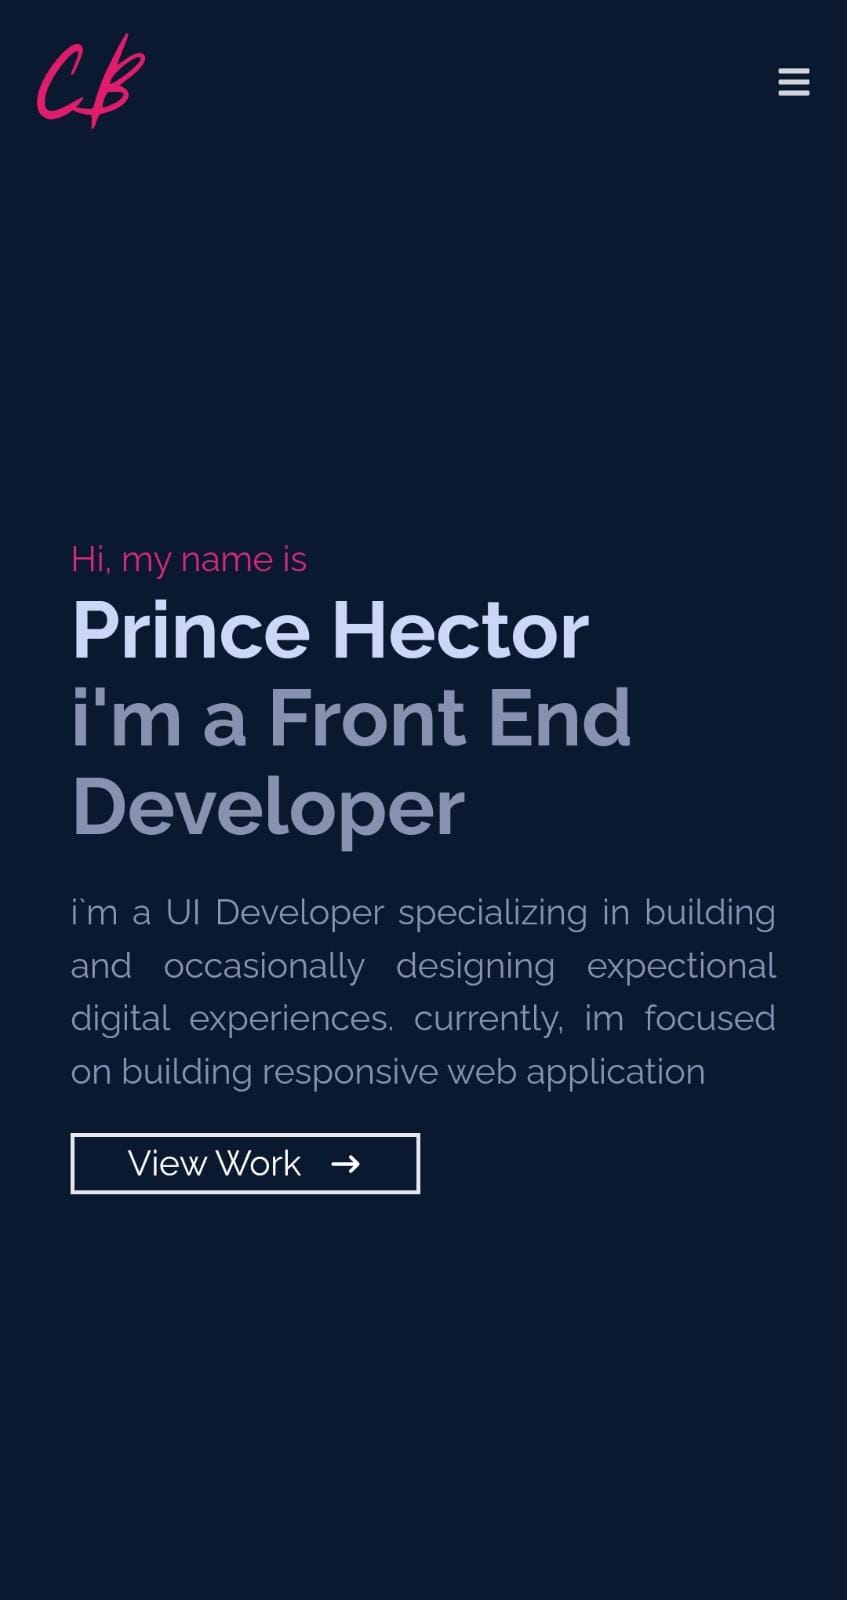 CB
Hi, my name is
Prince Hector
i'm a Front End
Developer
i`m a UI Developer specializing in building
and occasionally designing expectional
digital experiences. currently, im focused
on building responsive web application
View Work